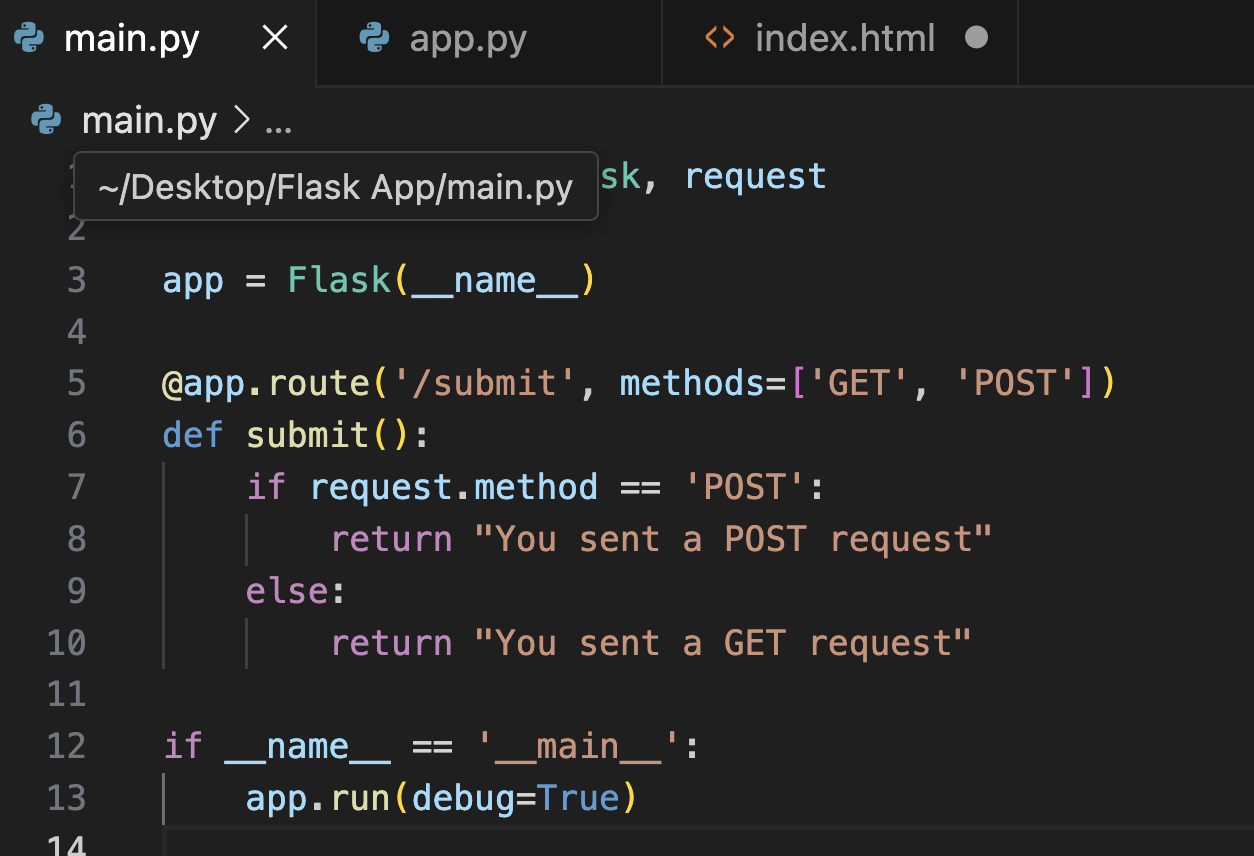 main.py
app.py
index.html
main.py > ...
~/Desktop/Flask App/main.py
sk, request
2
3 app = Flask(__name__)
4
5 @app.route('/submit', methods=['GET', 'POST'])
6 def submit():
7 if request.method == 'POST':
8 return "You sent a POST request"
9 else:
10 return "You sent a GET request"
11
12 if __name__ == '__main__':
13 app.run(debug=True)
14